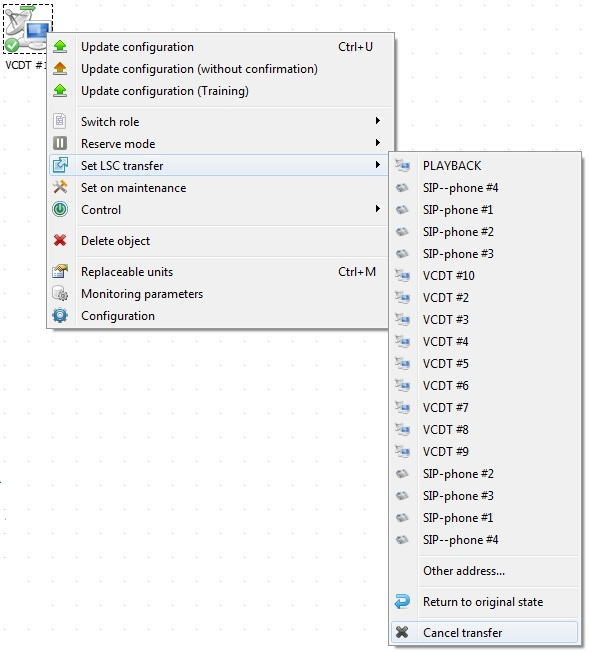 VCDT #1
Update configuration Ctrl+U
Update configuration (without confirmation)
Update configuration (Training)
Switch role
Reserve mode
Set LSC transfer
Set on maintenance
Control
Delete object
Replaceable units Ctrl+M
Monitoring parameters
Configuration
PLAYBACK
SIP--phone #4
SIP-phone #1
SIP-phone #2
SIP-phone #3
VCDT #10
VCDT #2
VCDT #3
VCDT #4
VCDT #5
VCDT #6
VCDT #7
VCDT #8
VCDT #9
SIP-phone #2
SIP-phone #3
SIP-phone #1
SIP--phone #4
Other address...
Return to original state
Cancel transfer